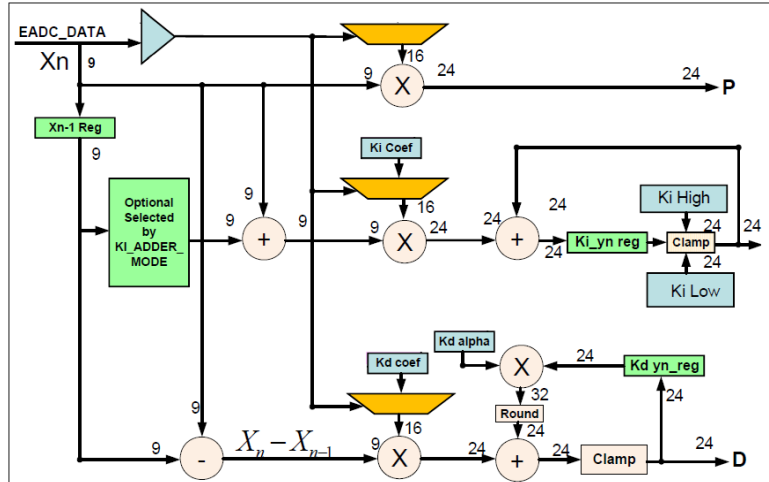 EADC_DATA
Xn
9
16
9
24
24
P
X
Xn-1 Reg
9
Ki Coef
Optional
Selected
by
KI_ADDER_
MODE
9
9
+
9
9
16
X
24
24
+
24
24
Ki_yn reg
Ki High
24
Clamp
24
24
Ki Low
Kd alpha
X
24
Kd yn_reg
32
Round
24
24
Kd coef
16
9
9
-
Xn – Xn–1
9
X
24
+
24
Clamp
24
D